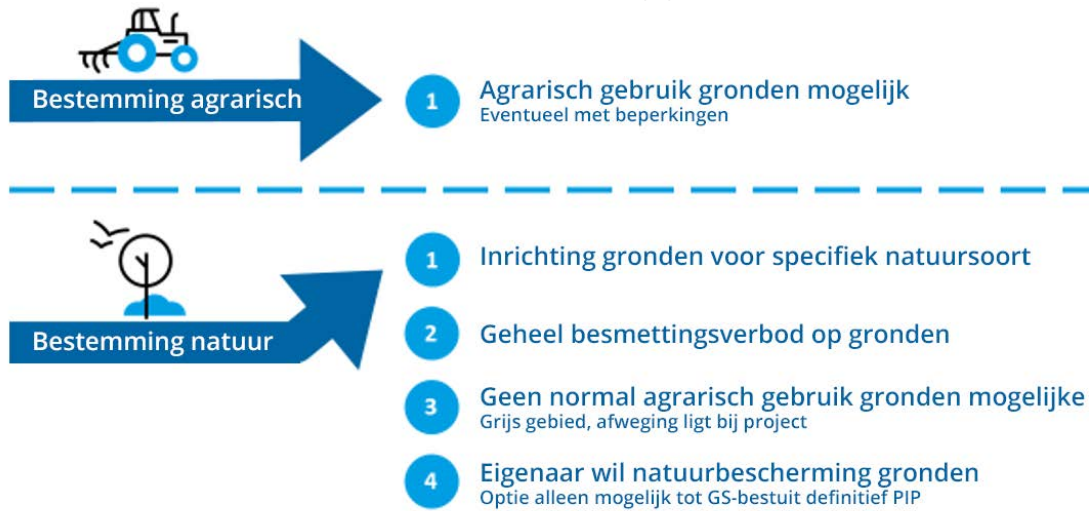 Bestemming agrarisch
1
Agrarisch gebruik gronden mogelijk
Eventueel met beperkingen
Bestemming natuur
1
Inrichting gronden voor specifiek natuursoort
2
Geheel besmettingsverbod op gronden
3
Geen normal agrarisch gebruik gronden mogelijke
Grijs gebied, afweging ligt bij project
4
Eigenaar wil natuurbescherming gronden
Optie alleen mogelijk tot GS-bestuit definitief PIP